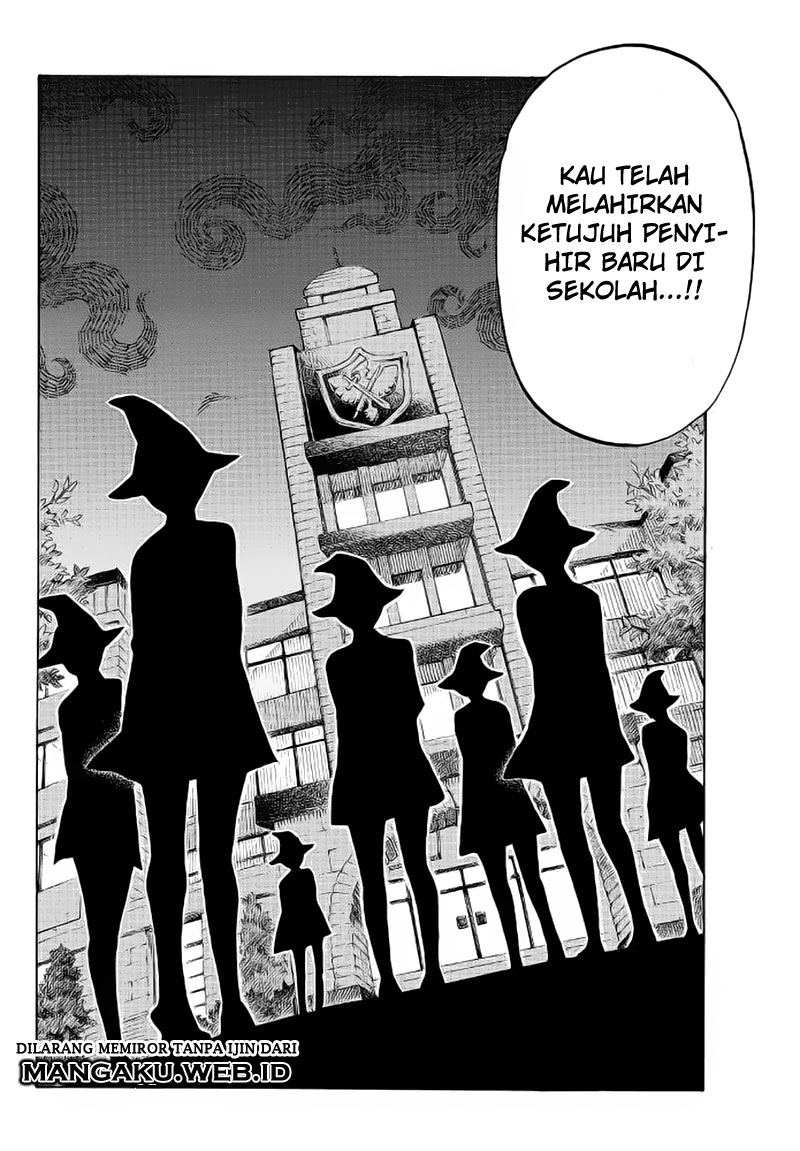 KAU TELAH
MELAHIRKAN
KETUJUH PENYI-
HIR BARU DI
SEKOLAH...!!
DILARANG MEMIROR TANPA IJIN DARI
MANGAKU.WEB.ID